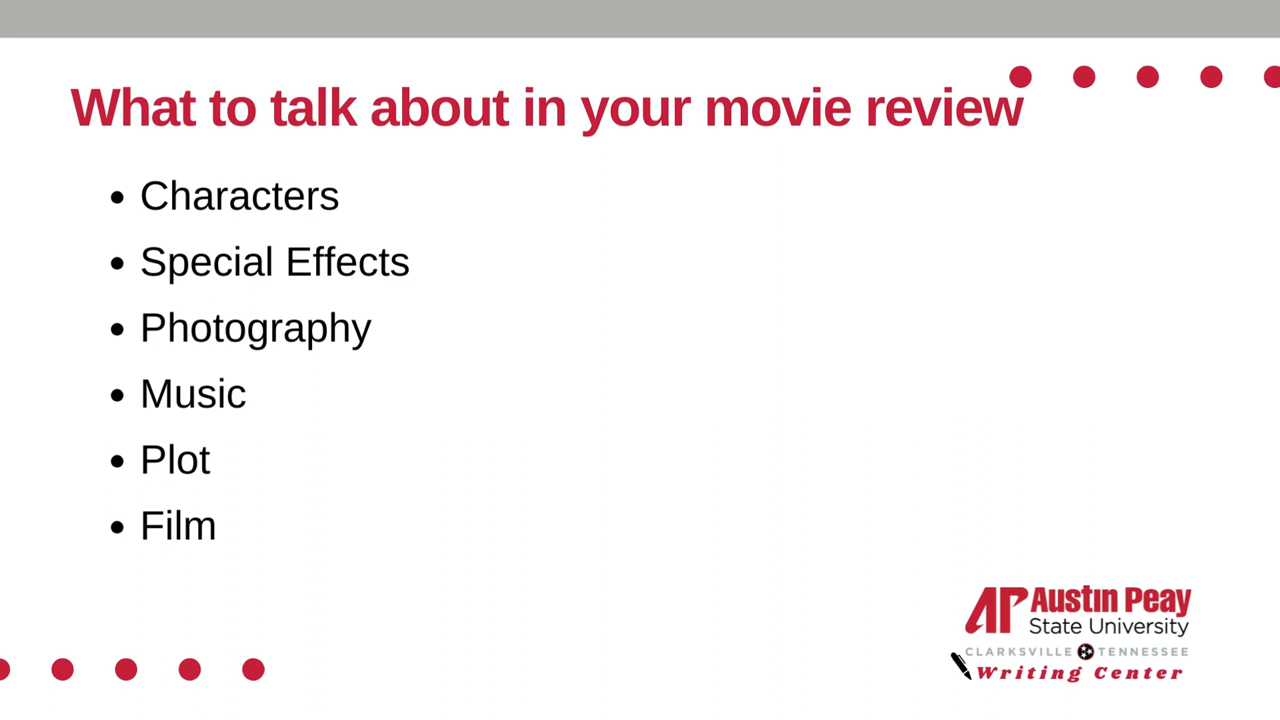 What to talk about in your movie review
• Characters
• Special Effects
• Photography
• Music
• Plot
• Film
AP Austin Peay
State University
CLARKSVILLE TENNESSEE
Writing Center